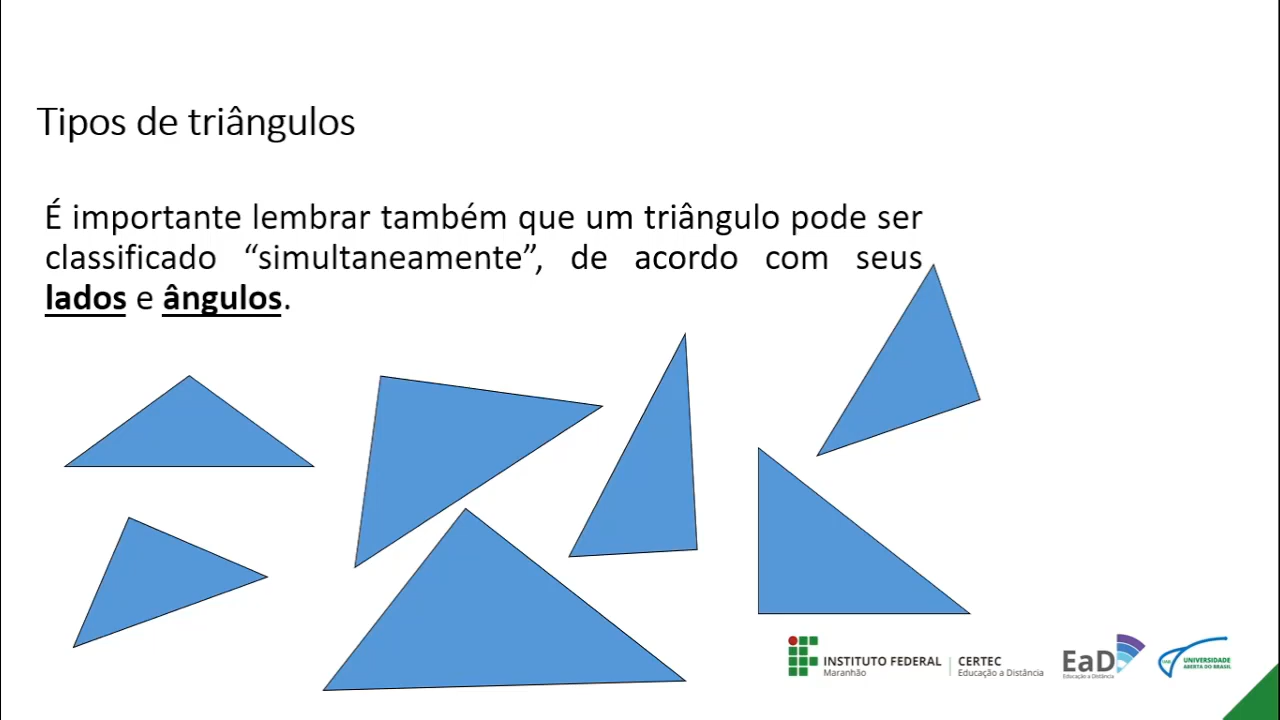 Tipos de triângulos
É importante lembrar também que um triângulo pode ser
classificado “simultaneamente”, de acordo com seus
lados e ângulos.
INSTITUTO FEDERAL
Maranhão
CERTEC
Educação a Distância
EaD
Educação a Distância
UNIVERSIDADE
ABERTA DO BRASIL